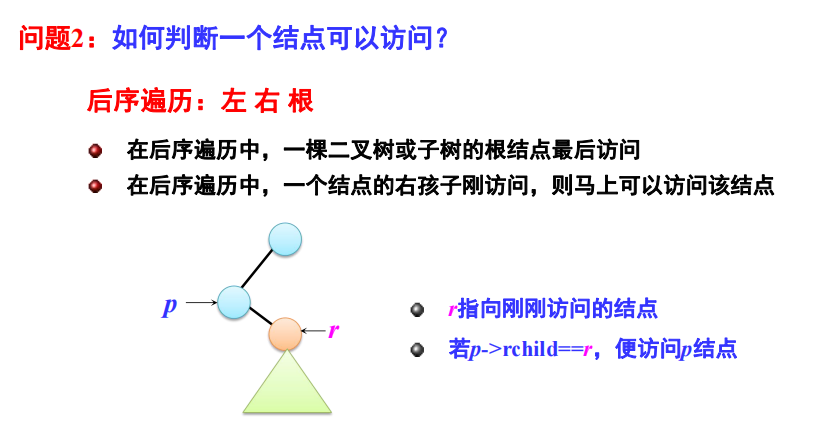 问题2：如何判断一个结点可以访问？
后序遍历：左 右 根
在后序遍历中，一棵二叉树或子树的根结点最后访问
在后序遍历中，一个结点的右孩子刚访问，则马上可以访问该结点
p
r
r指向刚刚访问的结点
若p->rchild==r，便访问p结点